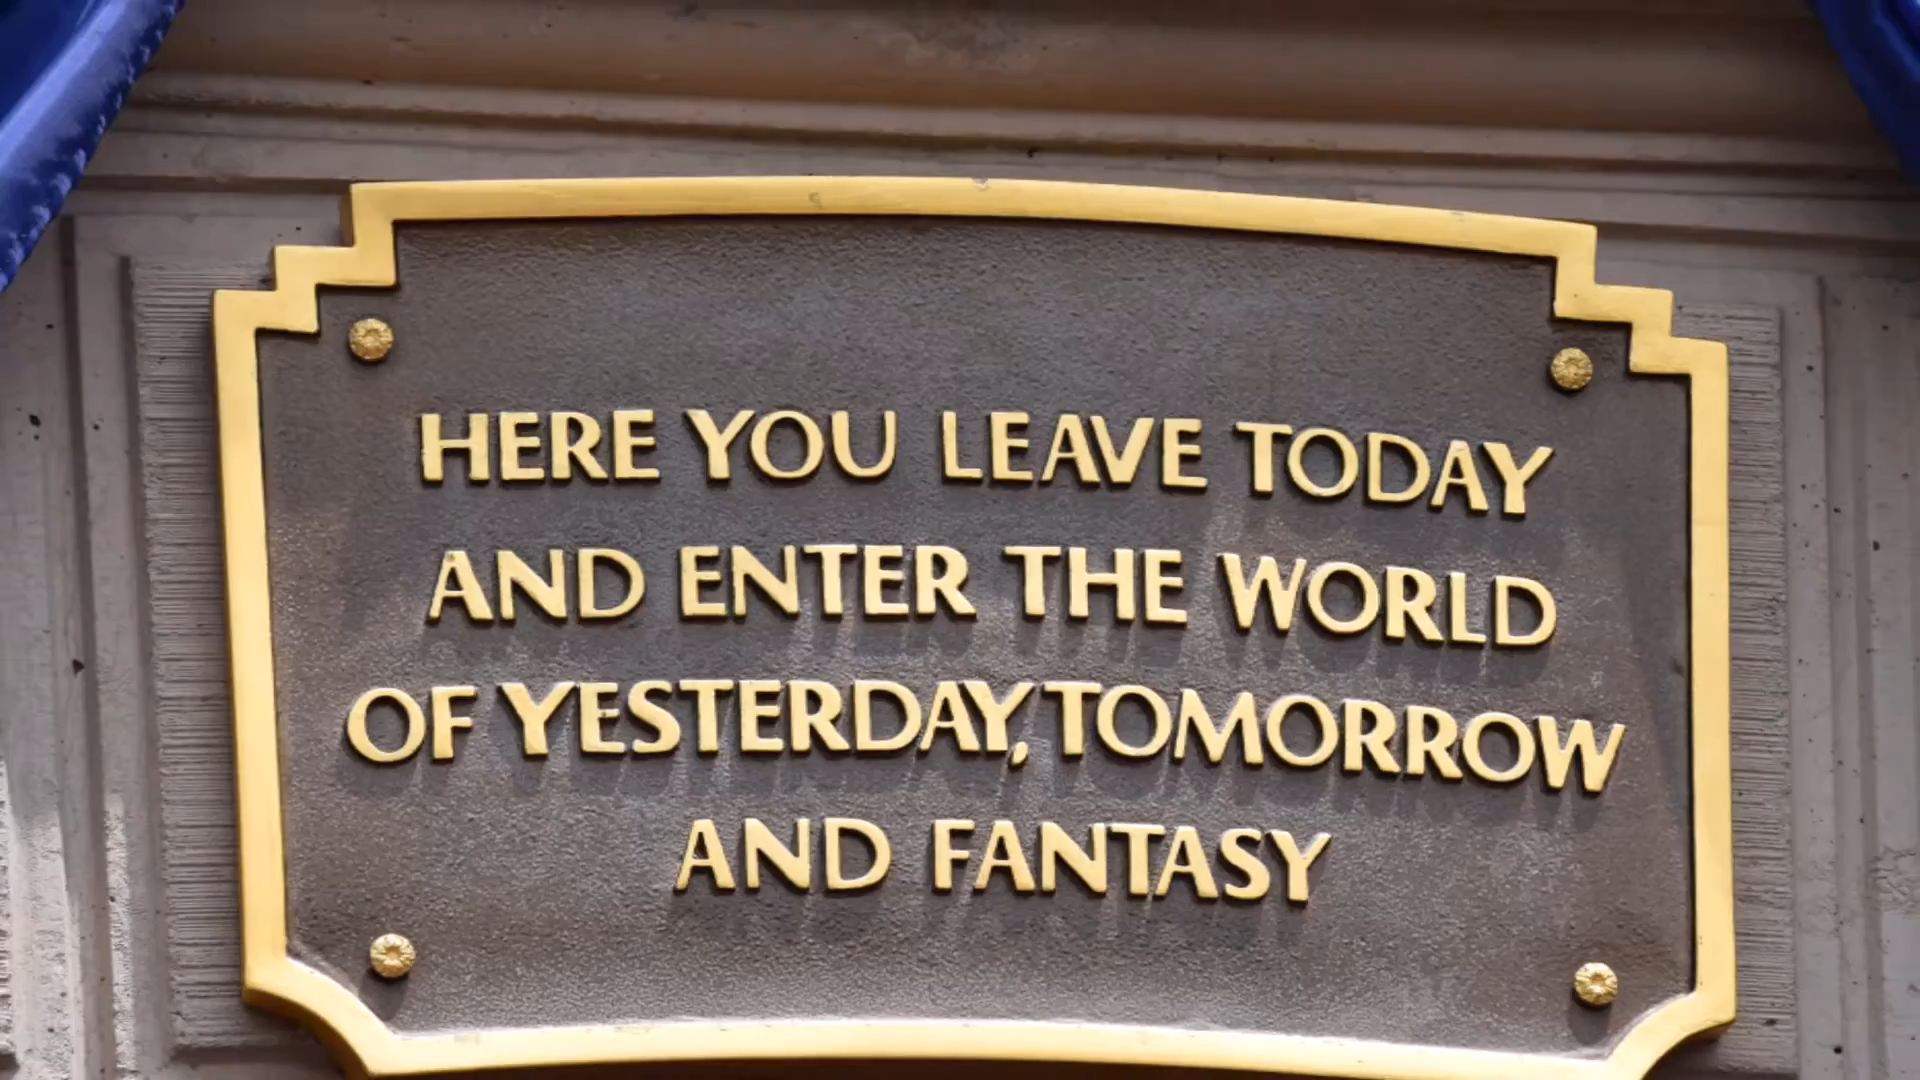 HERE YOU LEAVE TODAY
AND ENTER THE WORLD
OF YESTERDAY, TOMORROW
AND FANTASY